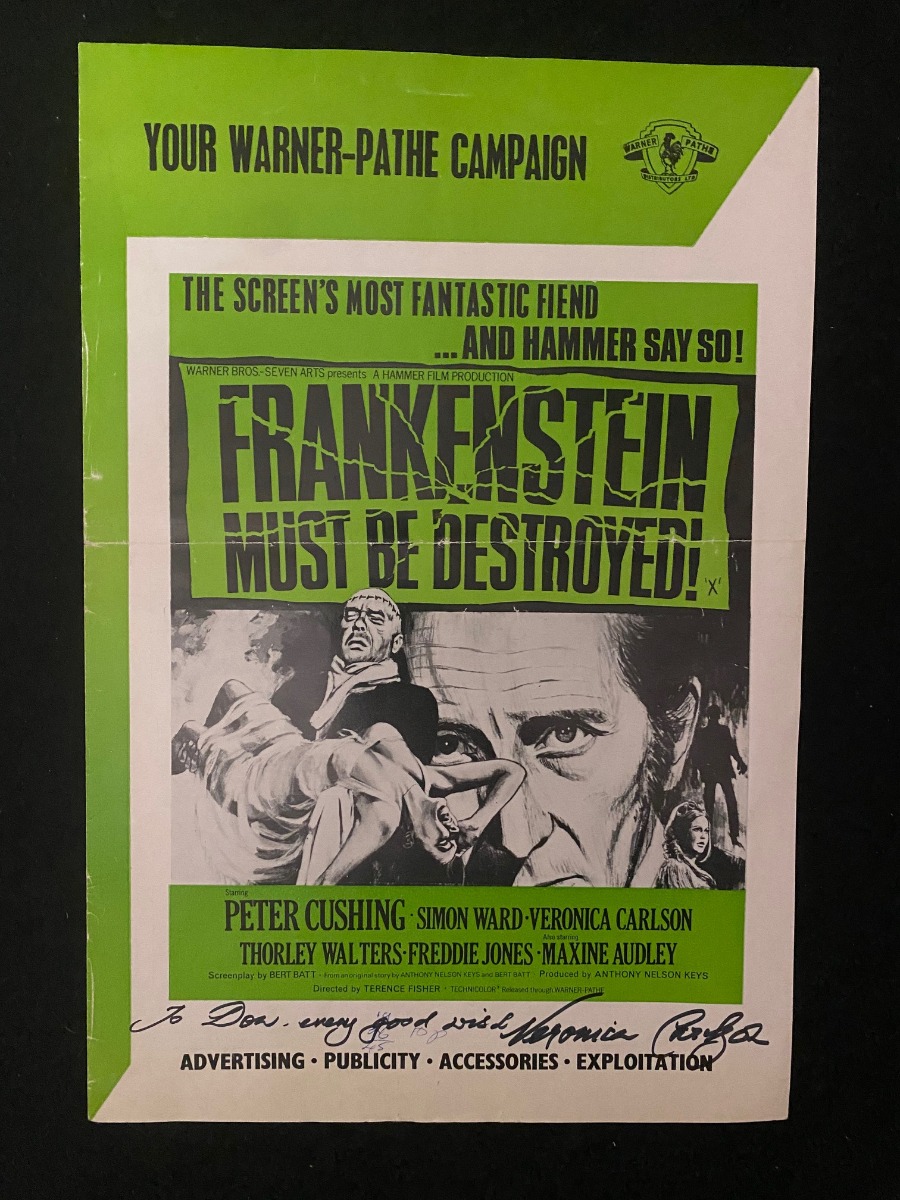 YOUR WARNER-PATHE CAMPAIGN
WARNER PATHE
DISTRIBUTORS LTD
THE SCREEN'S MOST FANTASTIC FIEND
...AND HAMMER SAY SO!
WARNER BROS.-SEVEN ARTS presents A HAMMER FILM PRODUCTION
FRANKENSTEIN
MUST BE DESTROYED! 'X'
Starring
PETER CUSHING · SIMON WARD · VERONICA CARLSON
Also starring
THORLEY WALTERS · FREDDIE JONES · MAXINE AUDLEY
Screenplay by BERT BATT - From an original story by ANTHONY NELSON KEYS and BERT BATT · Produced by ANTHONY NELSON KEYS
Directed by TERENCE FISHER · TECHNICOLOR® Released through WARNER-PATHE
To Don. every good wish Veronica Carlson
ADVERTISING · PUBLICITY · ACCESSORIES · EXPLOITATION